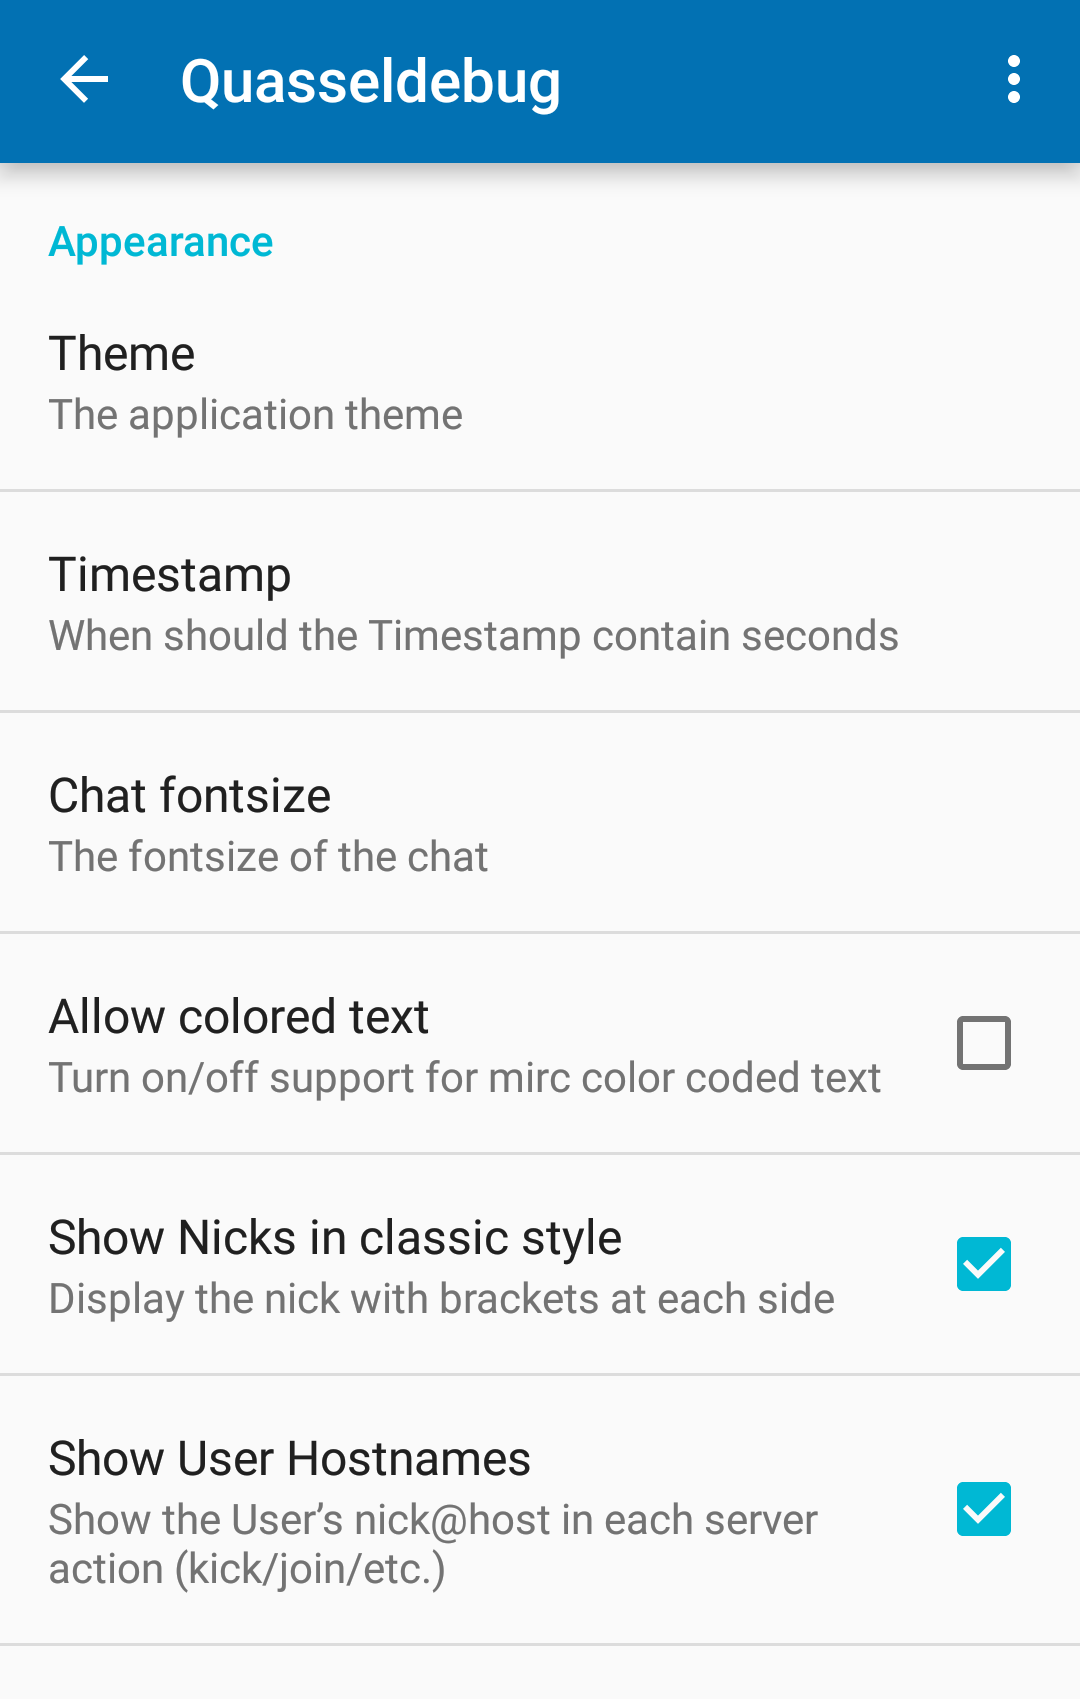 Quasseldebug
Appearance
Theme
The application theme
Timestamp
When should the Timestamp contain seconds
Chat fontsize
The fontsize of the chat
Allow colored text
Turn on/off support for mirc color coded text
Show Nicks in classic style
Display the nick with brackets at each side
Show User Hostnames
Show the User’s nick@host in each server
action (kick/join/etc.)